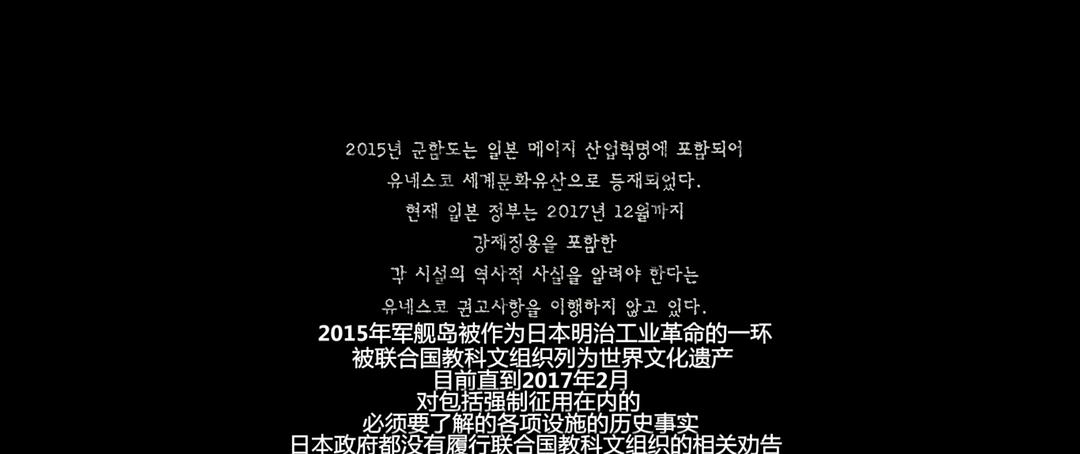 2015년 군함도는 일본 메이지 산업혁명에 포함되어
유네스코 세계문화유산으로 등재되었다.
현재 일본 정부는 2017년 12월까지
강제징용을 포함한
각 시설의 역사적 사실을 알려야 한다는
유네스코 권고사항을 이행하지 않고 있다.
2015年军舰岛被作为日本明治工业革命的一环
被联合国教科文组织列为世界文化遗产
目前直到2017年2月
对包括强制征用在内的
必须要了解的各项设施的历史事实
日本政府都没有履行联合国教科文组织的相关劝告